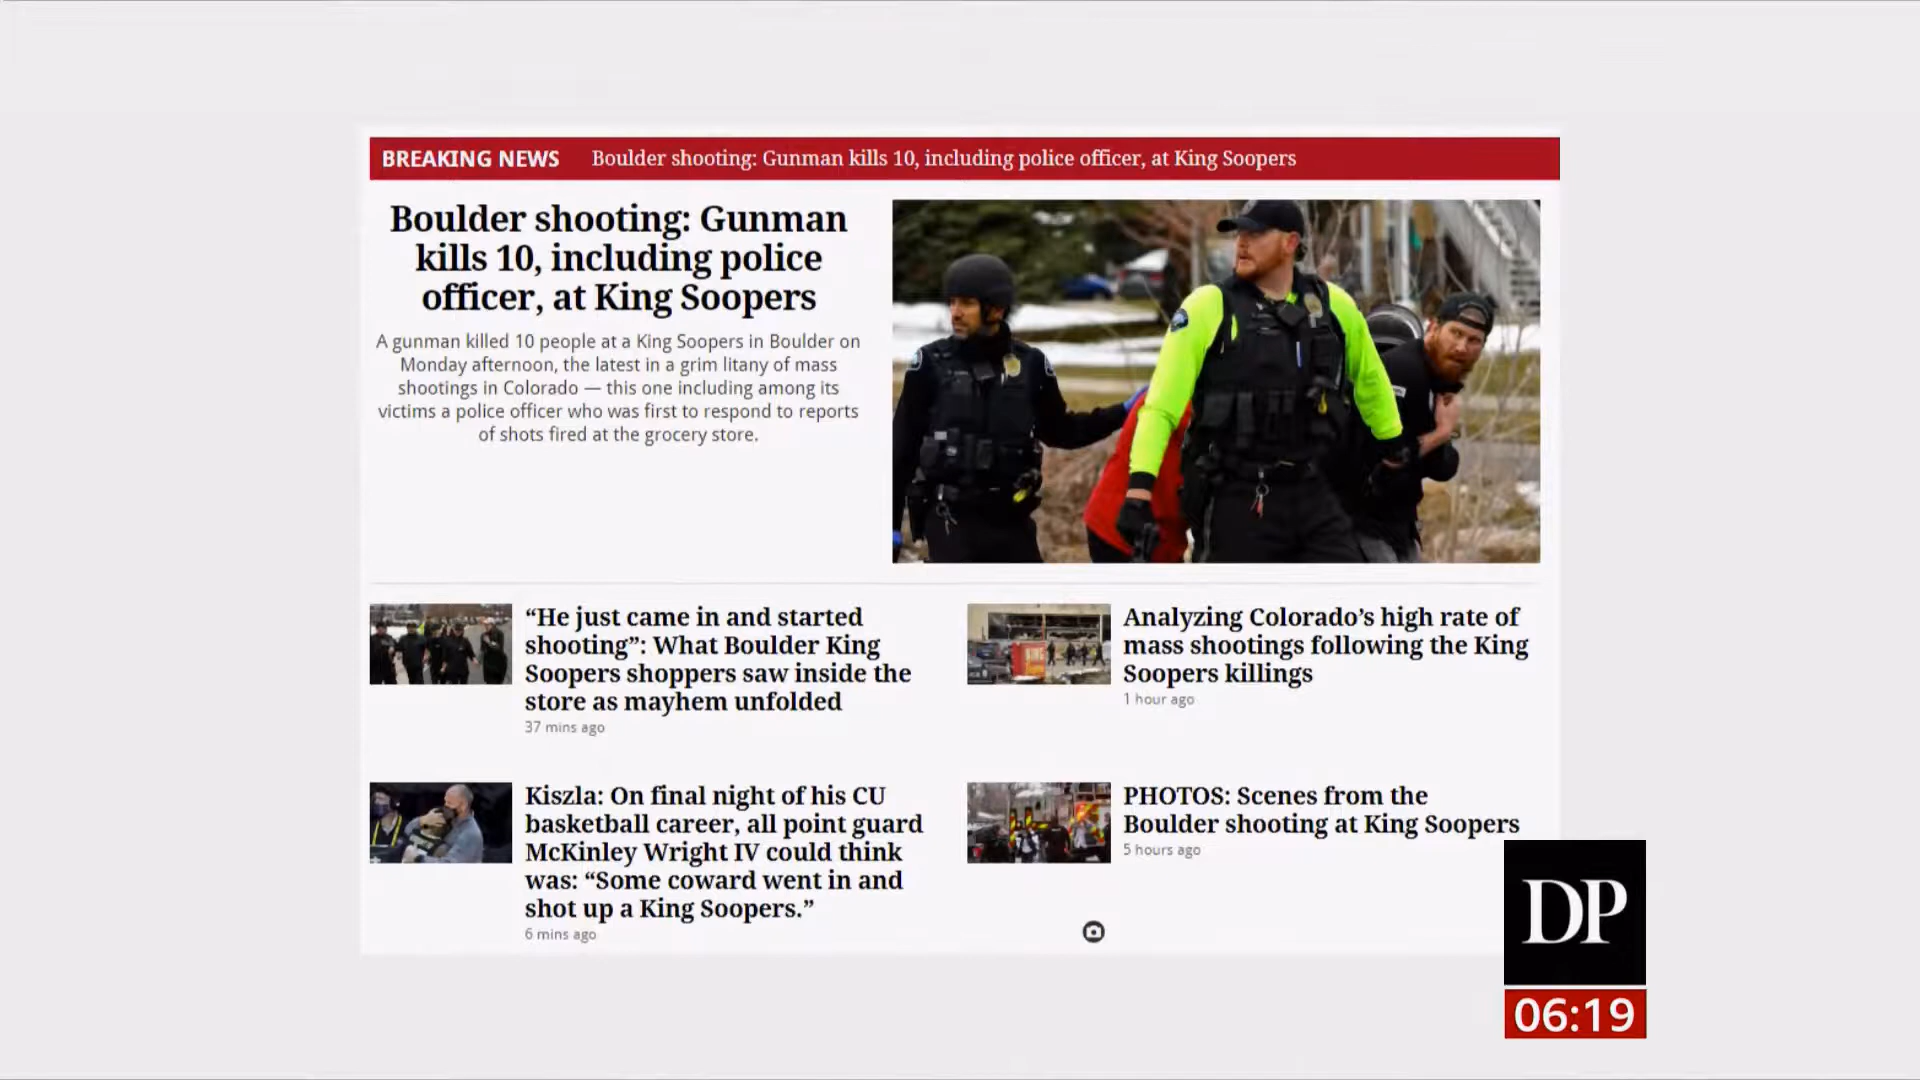 BREAKING NEWS Boulder shooting: Gunman kills 10, including police officer, at King Soopers
Boulder shooting: Gunman
kills 10, including police
officer, at King Soopers
A gunman killed 10 people at a King Soopers in Boulder on
Monday afternoon, the latest in a grim litany of mass
shootings in Colorado — this one including among its
victims a police officer who was first to respond to reports
of shots fired at the grocery store.
“He just came in and started
shooting”: What Boulder King
Soopers shoppers saw inside the
store as mayhem unfolded
37 mins ago
Analyzing Colorado’s high rate of
mass shootings following the King
Soopers killings
1 hour ago
Kiszla: On final night of his CU
basketball career, all point guard
McKinley Wright IV could think
was: “Some coward went in and
shot up a King Soopers.”
6 mins ago
PHOTOS: Scenes from the
Boulder shooting at King Soopers
5 hours ago
DP
06:19